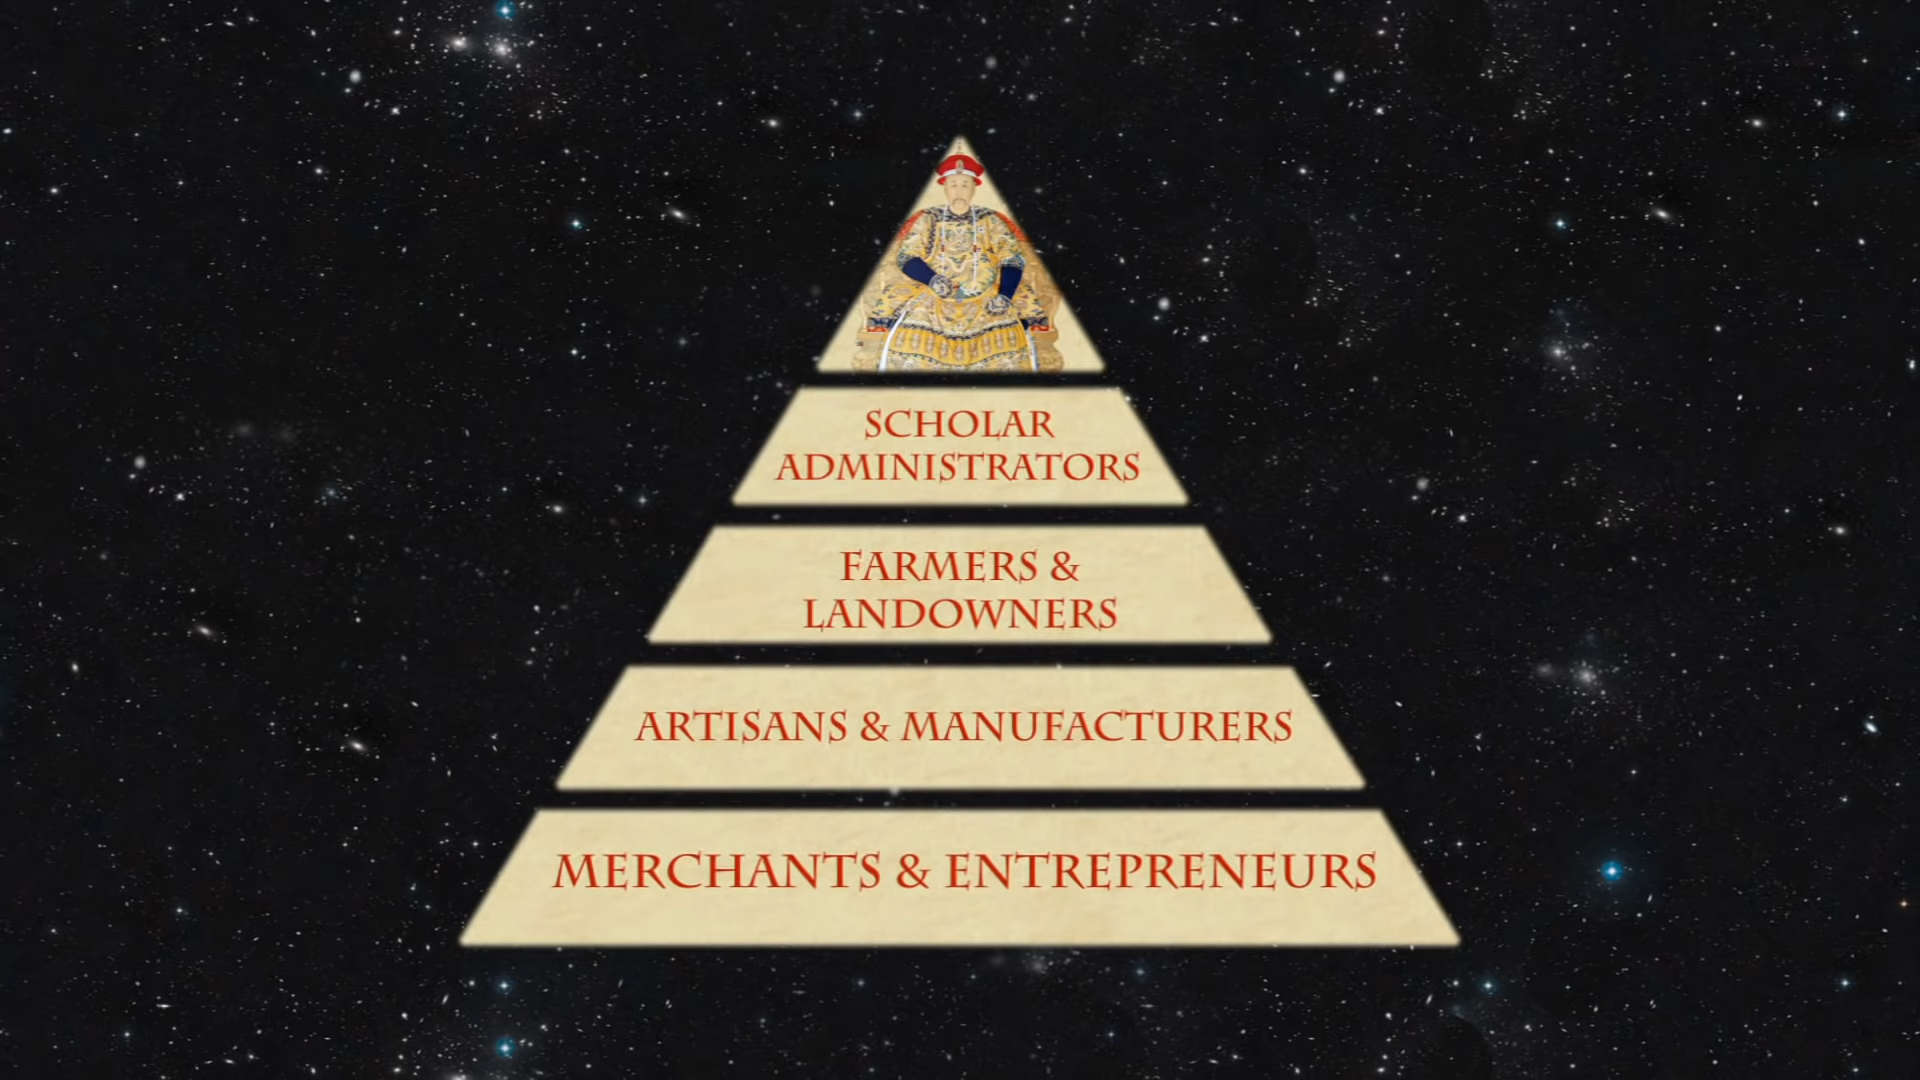 SCHOLAR
ADMINISTRATORS
FARMERS &
LANDOWNERS
ARTISANS & MANUFACTURERS
MERCHANTS & ENTREPRENEURS